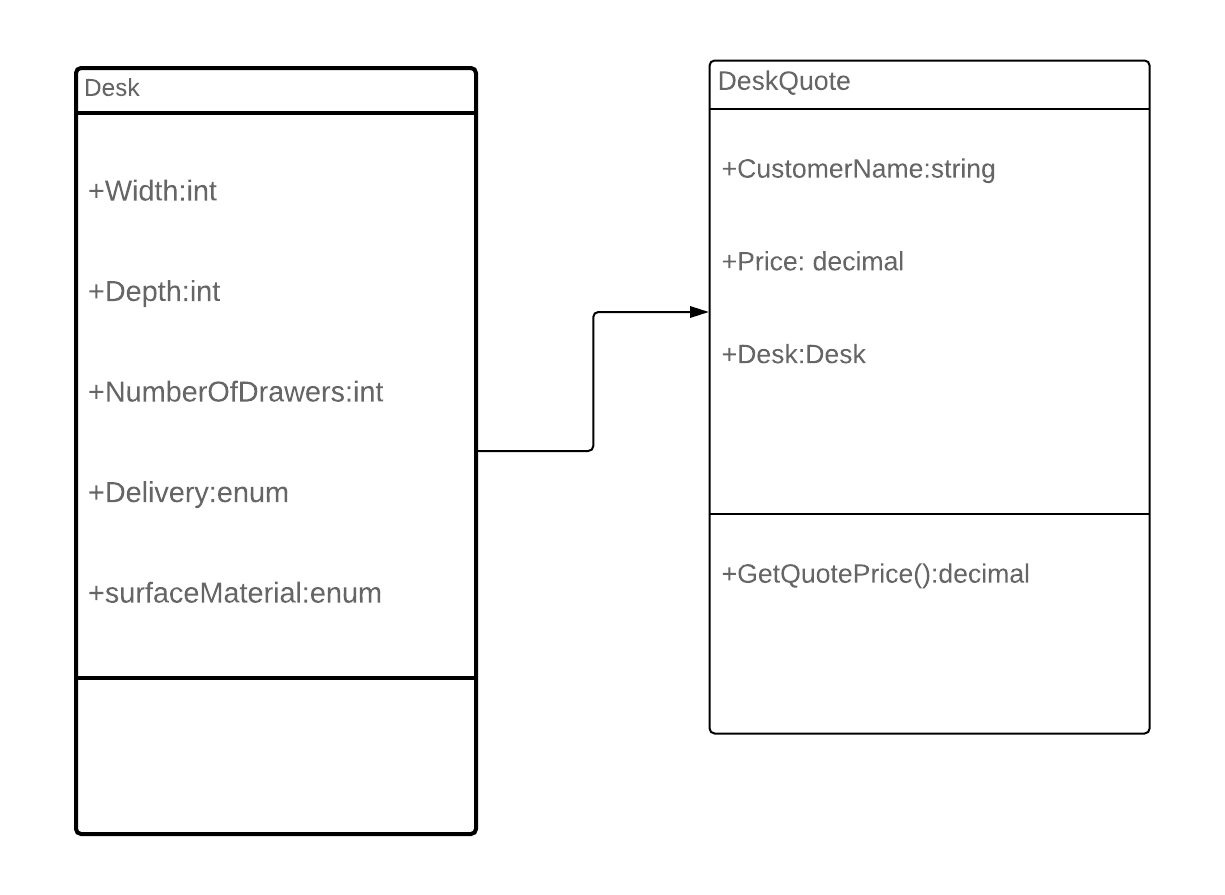 Desk
+Width:int
+Depth:int
+NumberOfDrawers:int
+Delivery:enum
+surfaceMaterial:enum
DeskQuote
+CustomerName:string
+Price: decimal
+Desk:Desk
+GetQuotePrice():decimal